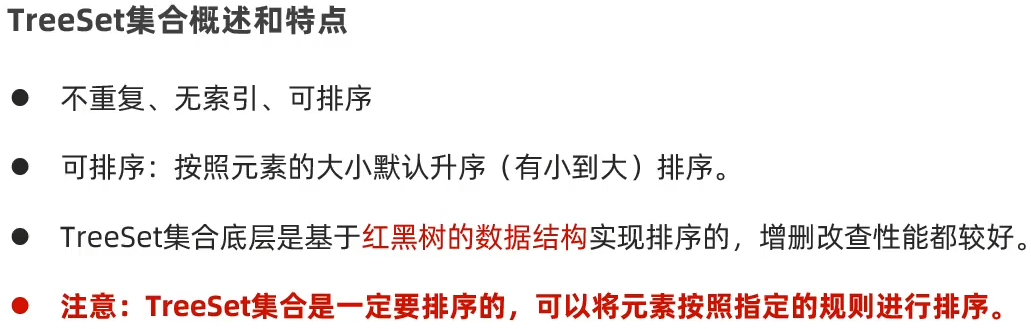 TreeSet集合概述和特点
● 不重复、无索引、可排序
● 可排序：按照元素的大小默认升序（有小到大）排序。
● TreeSet集合底层是基于红黑树的数据结构实现排序的，增删改查性能都较好。
● 注意：TreeSet集合是一定要排序的，可以将元素按照指定的规则进行排序。